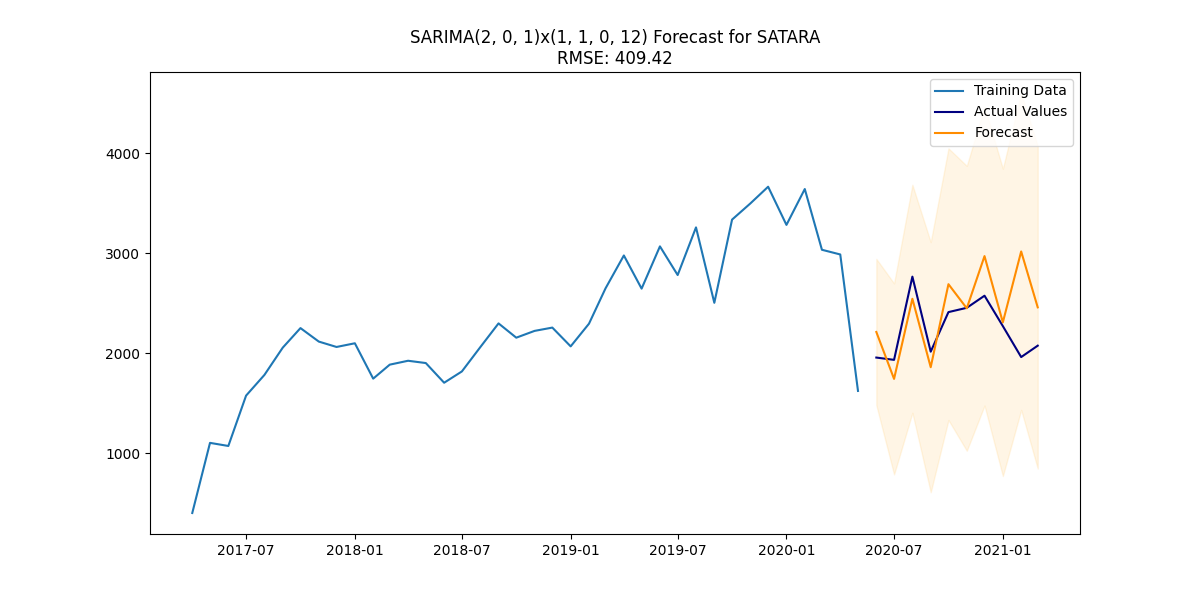 SARIMA(2, 0, 1)x(1, 1, 0, 12) Forecast for SATARA
RMSE: 409.42
Training Data
Actual Values
Forecast
4000
3000
2000
1000
2017-07 2018-01 2018-07 2019-01 2019-07 2020-01 2020-07 2021-01